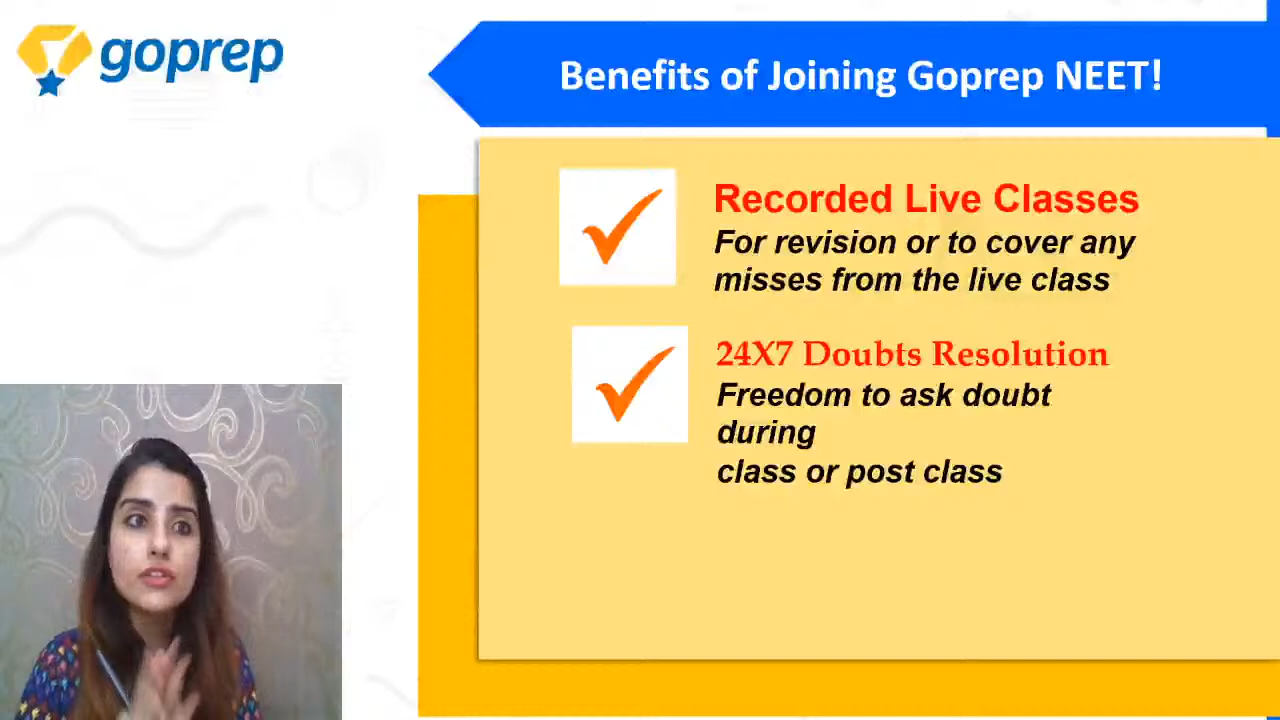 goprep
Benefits of Joining Goprep NEET!
Recorded Live Classes
For revision or to cover any
misses from the live class
24X7 Doubts Resolution
Freedom to ask doubt
during
class or post class